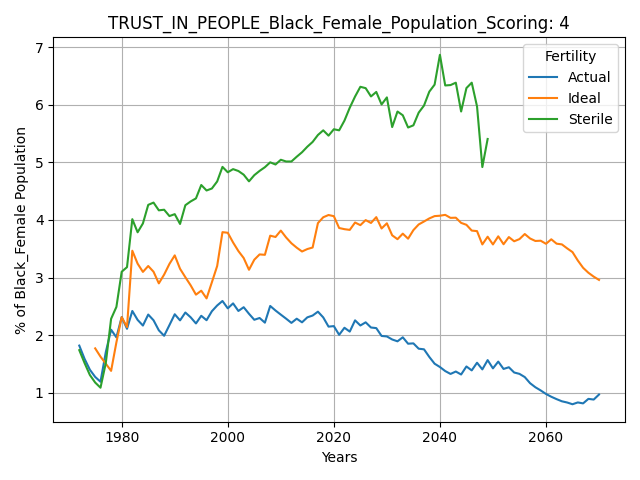 TRUST_IN_PEOPLE_Black_Female_Population_Scoring: 4
Fertility
Actual
Ideal
Sterile
% of Black_Female Population
7
6
5
4
3
2
1
1980
2000
2020
2040
2060
Years